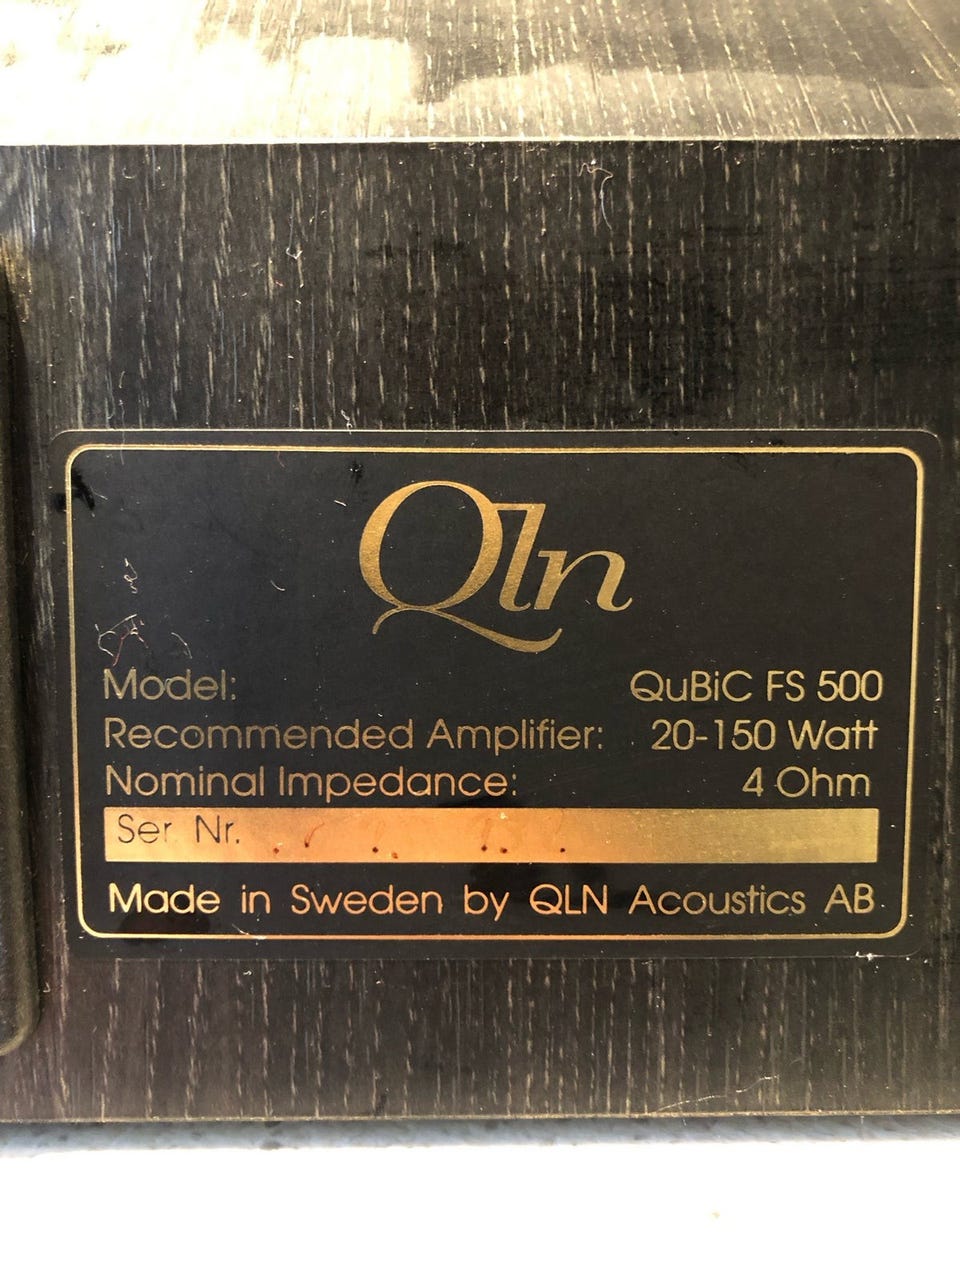 Qln
Model: QuBiC FS 500
Recommended Amplifier: 20-150 Watt
Nominal Impedance: 4 Ohm
Ser. Nr.
Made in Sweden by QLN Acoustics AB